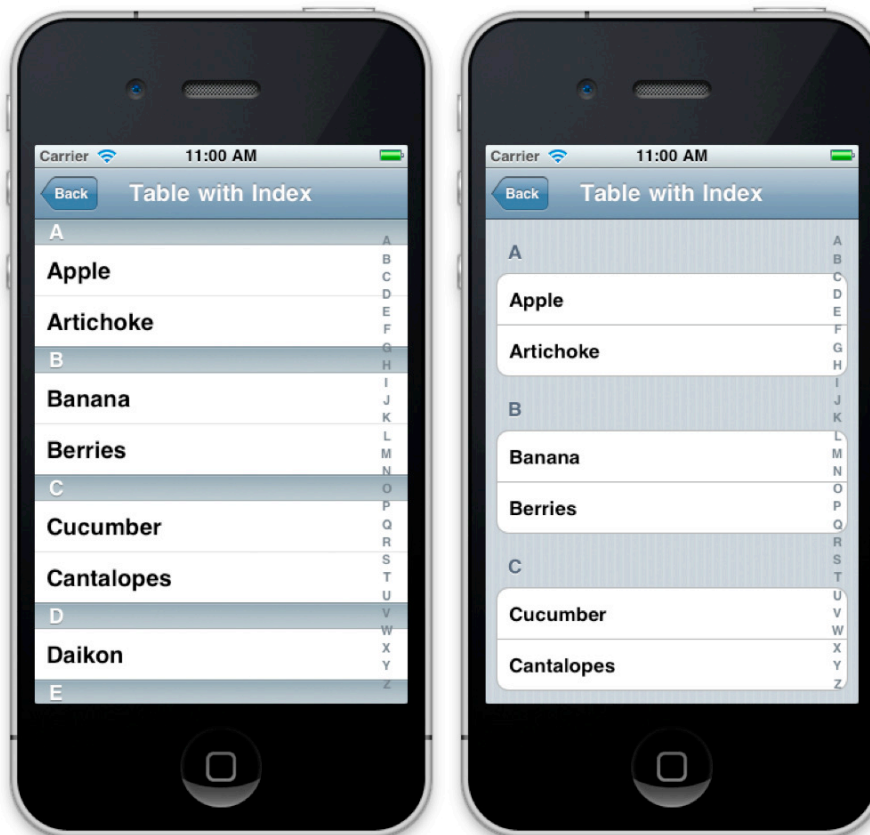 Carrier 11:00 AM
Back Table with Index
A
Apple
Artichoke
B
Banana
Berries
C
Cucumber
Cantalopes
D
Daikon
E
A
B
C
D
E
F
G
H
I
J
K
L
M
N
O
P
Q
R
S
T
U
V
W
X
Y
Z
Carrier 11:00 AM
Back Table with Index
A
Apple
Artichoke
B
Banana
Berries
C
Cucumber
Cantalopes
A
B
C
D
E
F
G
H
I
J
K
L
M
N
O
P
Q
R
S
T
U
V
W
X
Y
Z